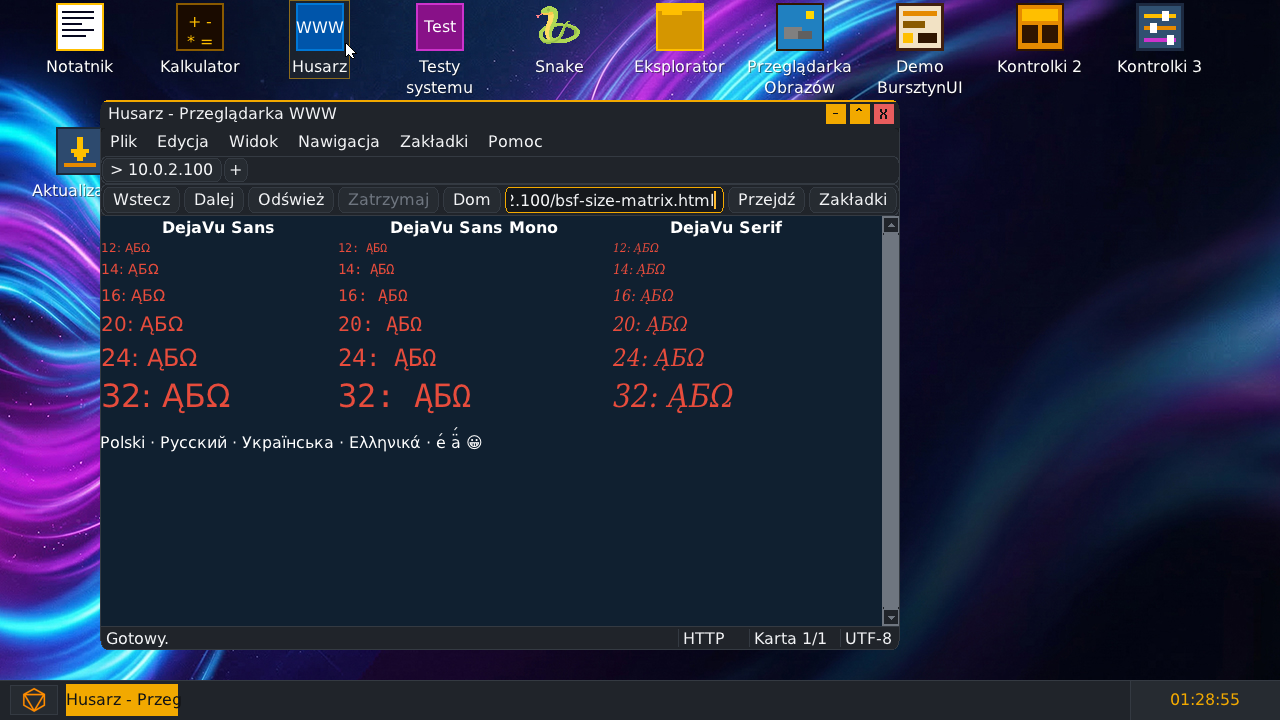 + -
* =
WWW
Test
Notatnik
Kalkulator
Husarz
Testy systemu
Snake
Eksplorator
Przeglądarka Obrazów
Demo BursztynUI
Kontrolki 2
Kontrolki 3
Husarz - Przeglądarka WWW
- ^ X
Plik Edycja Widok Nawigacja Zakładki Pomoc
> 10.0.2.100 +
Wstecz Dalej Odśwież Zatrzymaj Dom .100/bsf-size-matrix.html Przejdź Zakładki
DejaVu Sans DejaVu Sans Mono DejaVu Serif
12: ĄБΩ 12: ĄБΩ 12: ĄБΩ
14: ĄБΩ 14: ĄБΩ 14: ĄБΩ
16: ĄБΩ 16: ĄБΩ 16: ĄБΩ
20: ĄБΩ 20: ĄБΩ 20: ĄБΩ
24: ĄБΩ 24: ĄБΩ 24: ĄБΩ
32: ĄБΩ 32: ĄБΩ 32: ĄБΩ
Polski · Русский · Українська · Ελληνικά · é ä̃́ 😀
Gotowy. HTTP Karta 1/1 UTF-8
Husarz - Przeg
01:28:55